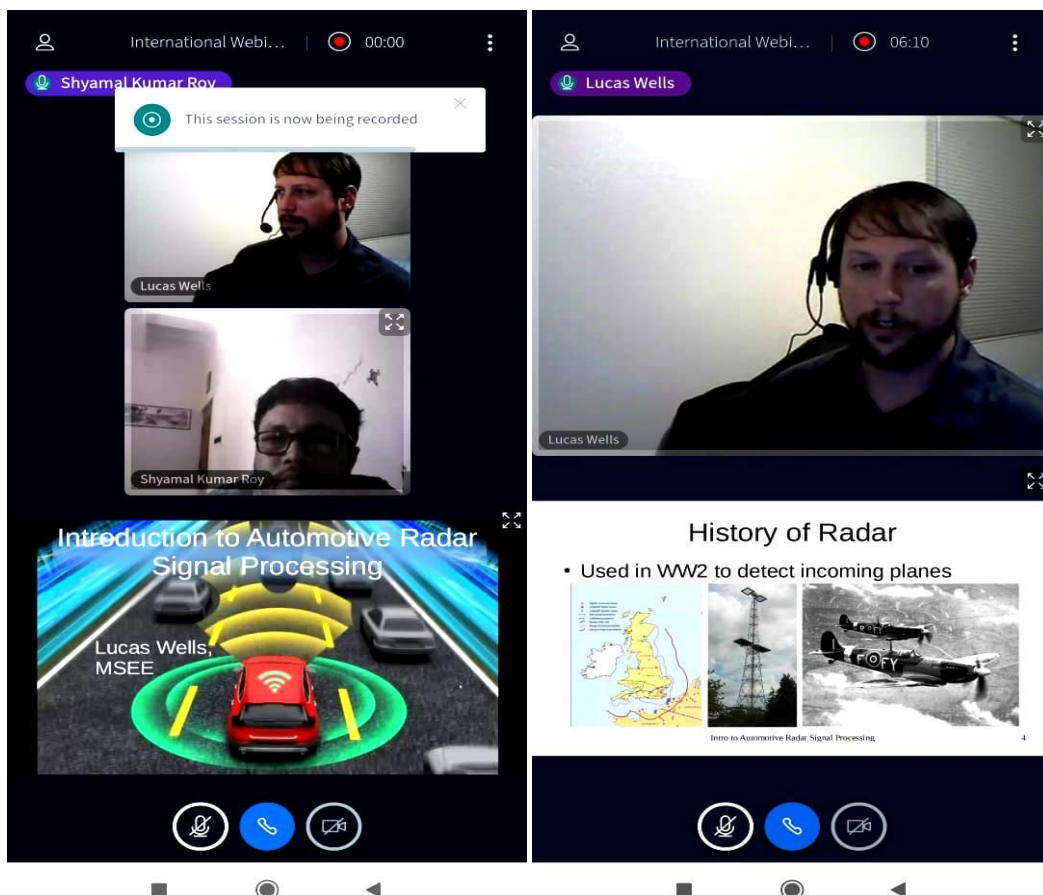 International Webi...
00:00
Shyamal Kumar Roy
This session is now being recorded
Lucas Wells
Shyamal Kumar Roy
Introduction to Automotive Radar
Signal Processing
Lucas Wells,
MSEE
International Webi...
06:10
Lucas Wells
Lucas Wells
History of Radar
• Used in WW2 to detect incoming planes
F FY
Intro to Automotive Radar Signal Processing
4